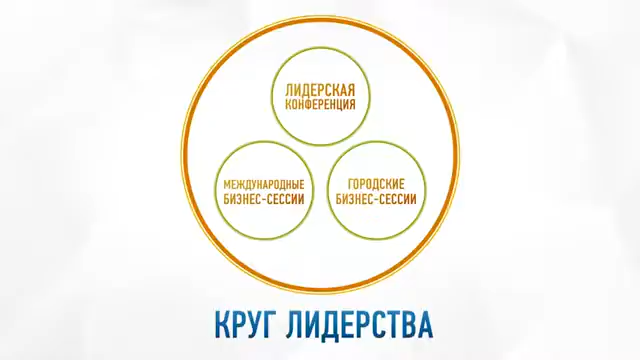 ЛИДЕРСКАЯ
КОНФЕРЕНЦИЯ
МЕЖДУНАРОДНЫЕ
БИЗНЕС-СЕССИИ
ГОРОДСКИЕ
БИЗНЕС-СЕССИИ
КРУГ ЛИДЕРСТВА